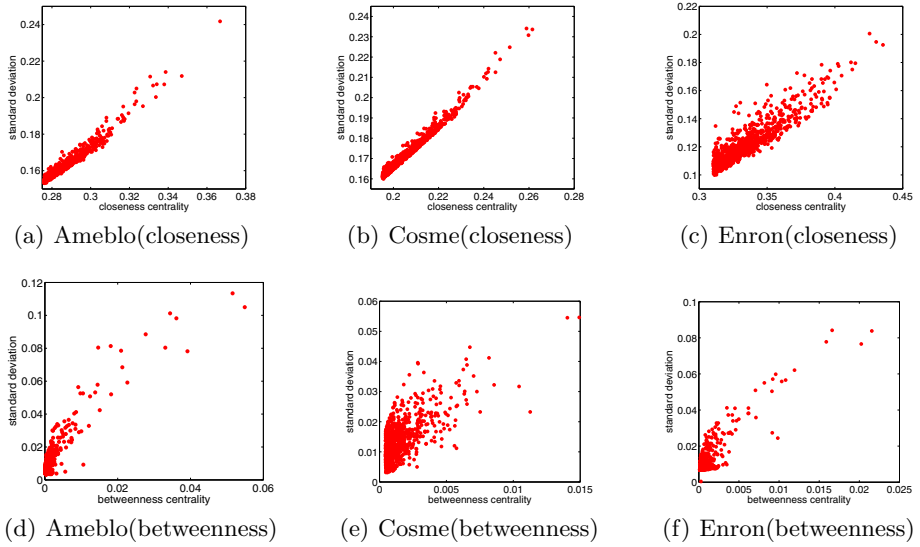 0.24
0.22
0.2
0.18
0.16
standard deviation
0.28 0.3 0.32 0.34 0.36 0.38
closeness centrality
(a) Ameblo(closeness)
0.24
0.23
0.22
0.21
0.2
0.19
0.18
0.17
0.16
standard deviation
0.2 0.22 0.24 0.26 0.28
closeness centrality
(b) Cosme(closeness)
0.22
0.2
0.18
0.16
0.14
0.12
0.1
standard deviation
0.3 0.35 0.4 0.45
closeness centrality
(c) Enron(closeness)
0.12
0.1
0.08
0.06
0.04
0.02
0
standard deviation
0 0.02 0.04 0.06
betweenness centrality
(d) Ameblo(betweenness)
0.06
0.05
0.04
0.03
0.02
0.01
0
standard deviation
0 0.005 0.01 0.015
betweenness centrality
(e) Cosme(betweenness)
0.1
0.08
0.06
0.04
0.02
0
standard deviation
0 0.005 0.01 0.015 0.02 0.025
betweenness centrality
(f) Enron(betweenness)